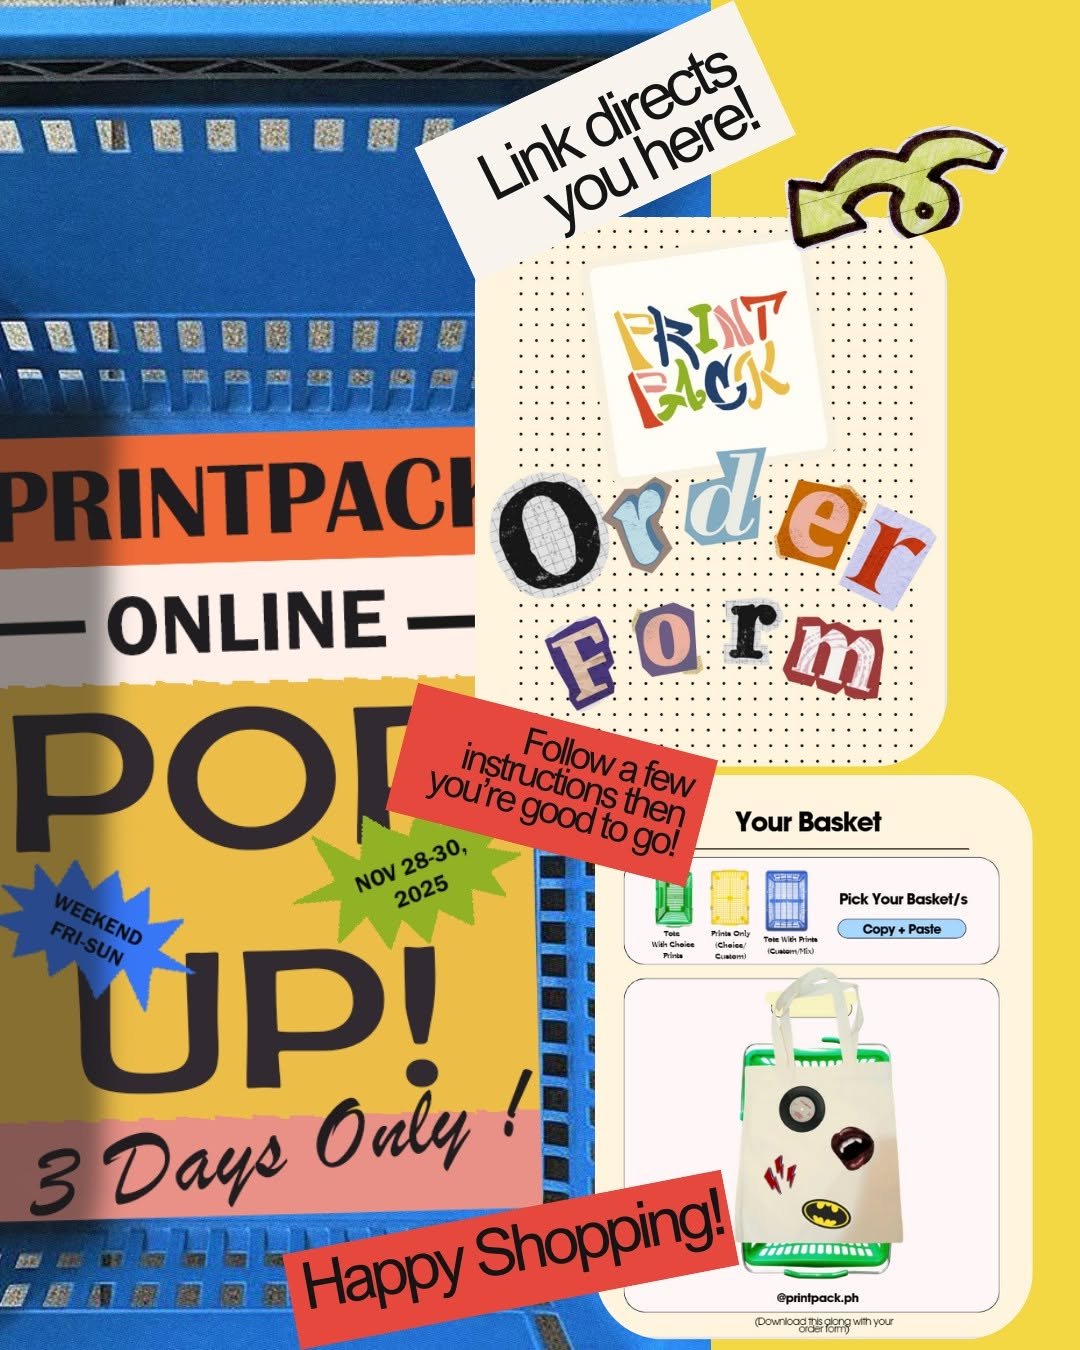 Link directs
you here!
PRINT
PACK
Order
Form
PRINTPACK
ONLINE
POP
UP!
WEEKEND
FRI-SUN
NOV 28-30,
2025
3 Days Only !
Follow a few
instructions then
you're good to go!
Your Basket
Tote
With Choice
Prints
Prints Only
(Choice/
Custom)
Tote With Prints
(Custom/Mix)
Pick Your Basket/s
Copy + Paste
@printpack.ph
(Download this along with your
order form)
Happy Shopping!